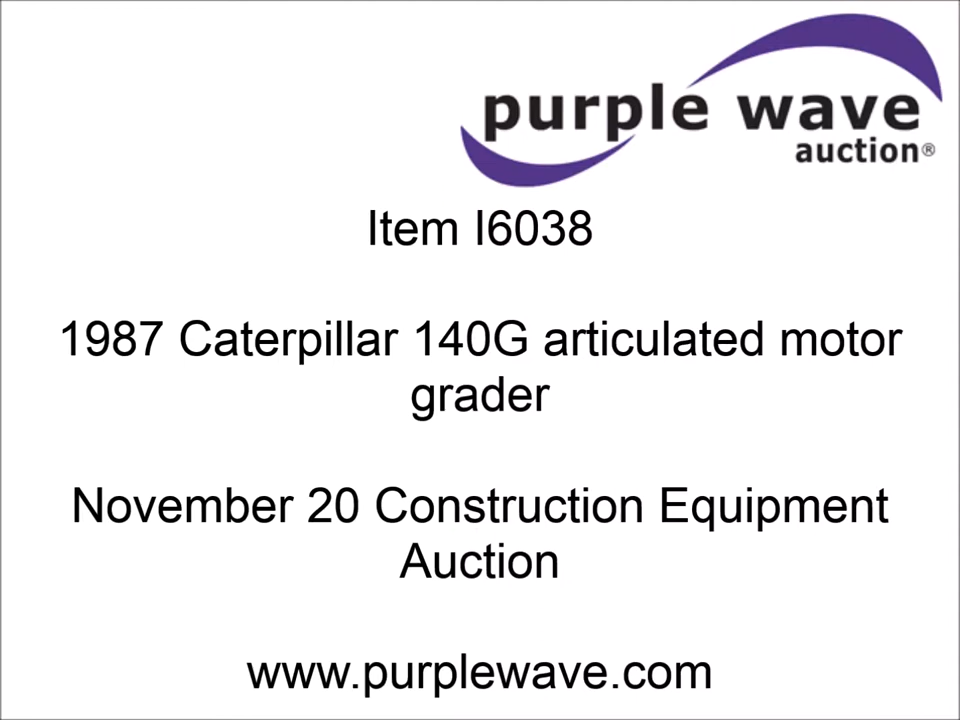 purple wave
auction®
Item I6038
1987 Caterpillar 140G articulated motor
grader
November 20 Construction Equipment
Auction
www.purplewave.com